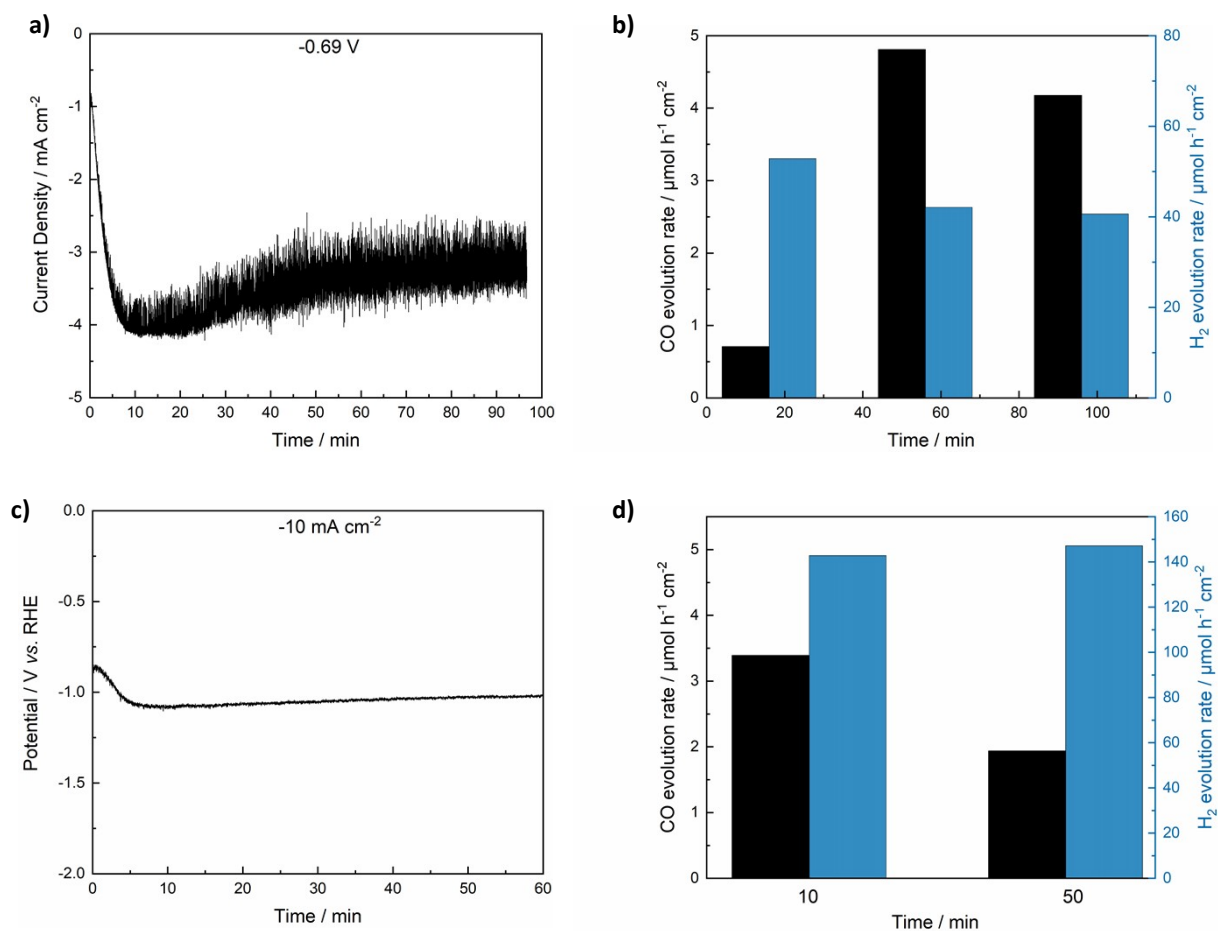 a)
-0.69 V
0
-1
-2
-3
-4
-5
Current Density / mA cm⁻²
0 10 20 30 40 50 60 70 80 90 100
Time / min
b)
5
4
3
2
1
0
CO evolution rate / µmol h⁻¹ cm⁻²
80
60
40
20
0
H₂ evolution rate / µmol h⁻¹ cm⁻²
0 20 40 60 80 100
Time / min
c)
-10 mA cm⁻²
0.0
-0.5
-1.0
-1.5
-2.0
Potential / V vs. RHE
0 10 20 30 40 50 60
Time / min
d)
5
4
3
2
1
0
CO evolution rate / µmol h⁻¹ cm⁻²
160
140
120
100
80
60
40
20
0
H₂ evolution rate / µmol h⁻¹ cm⁻²
10 50
Time / min